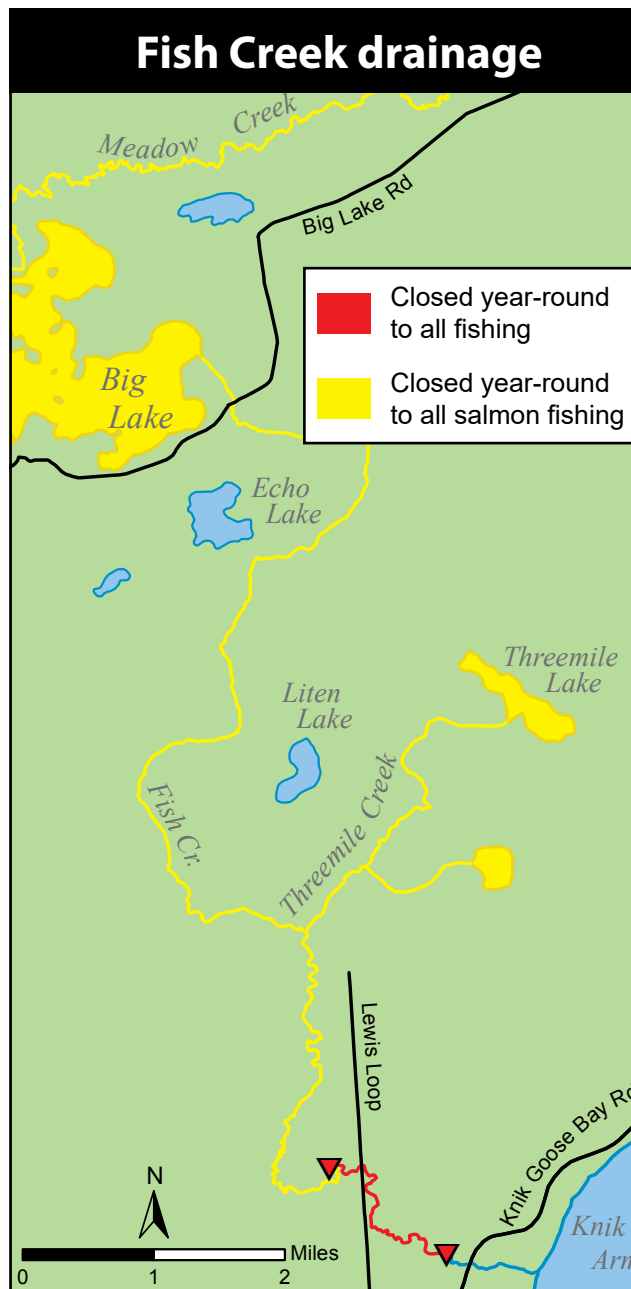 Fish Creek drainage
Meadow Creek
Big Lake Rd
Closed year-round
to all fishing
Closed year-round
to all salmon fishing
Big
Lake
Echo
Lake
Threemile
Lake
Liten
Lake
Fish Cr.
Threemile Creek
Lewis Loop
Knik Goose Bay Rd
Knik
Arm
N
Miles
0 1 2